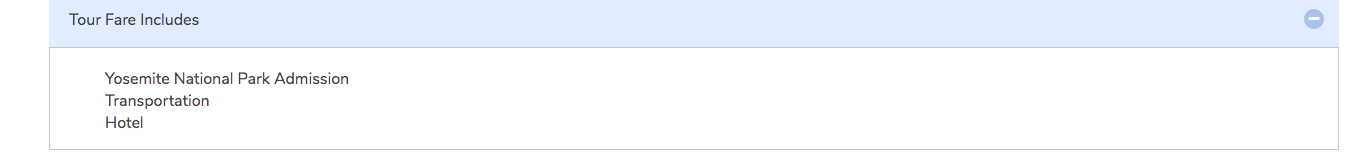 Tour Fare Includes
Yosemite National Park Admission
Transportation
Hotel